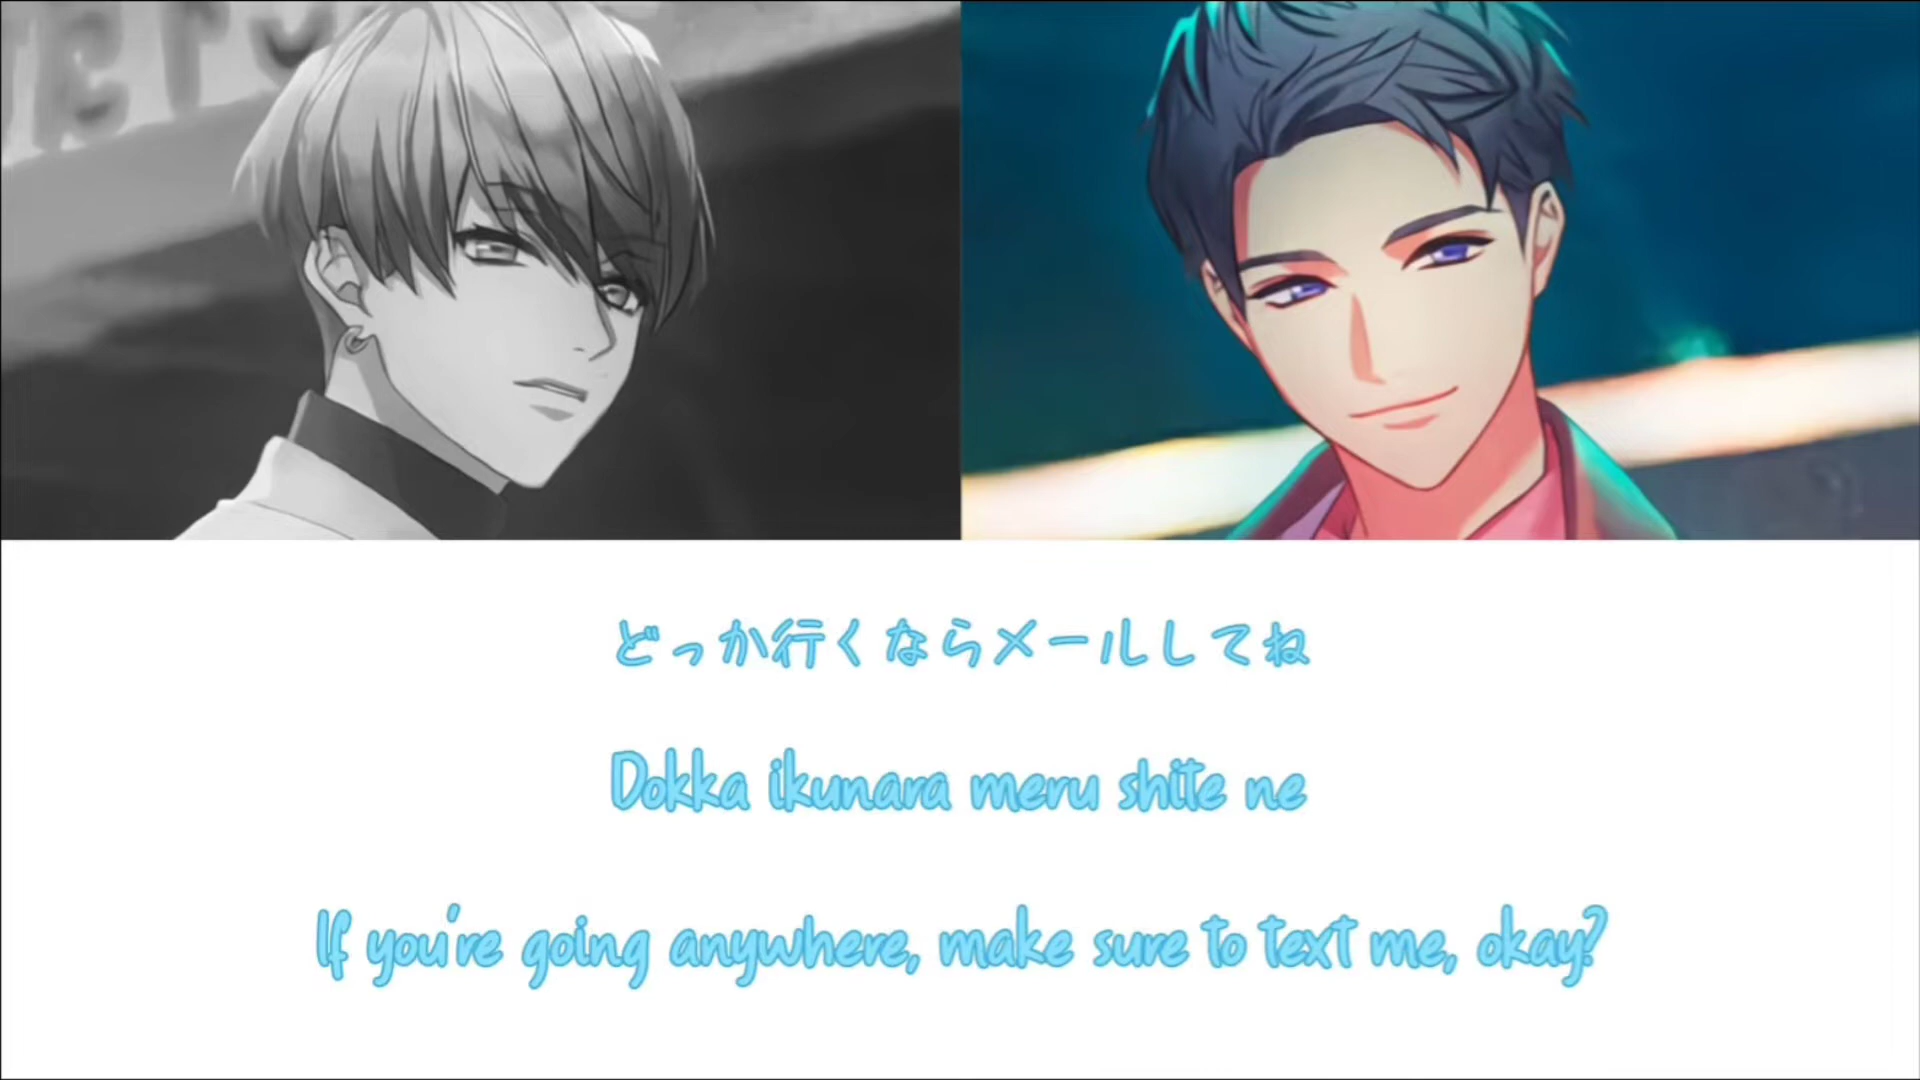 どっか行くならメールしてね
Dokka ikunara meru shite ne
If you're going anywhere, make sure to text me, okay?